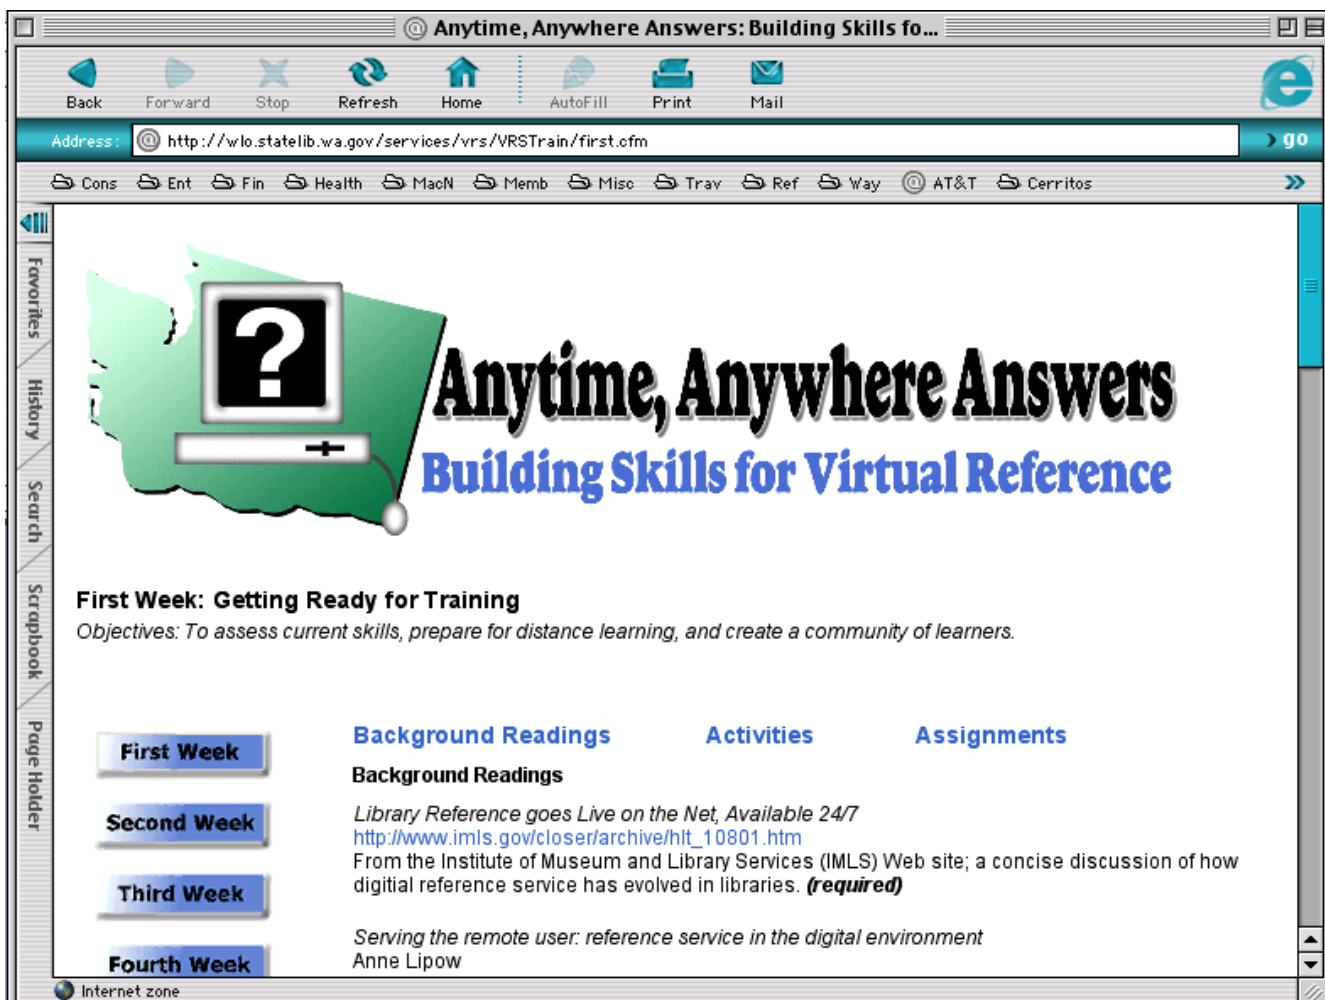 Anytime, Anywhere Answers: Building Skills fo...
Back Forward Stop Refresh Home AutoFill Print Mail
Address: http://wlo.statelib.wa.gov/services/vrs/VRSTrain/first.cfm go
Cons Ent Fin Health MacN Memb Misc Trav Ref Way AT&T Cerritos
Favorites
History
Search
Scrapbook
Page Holder
?
Anytime, Anywhere Answers
Building Skills for Virtual Reference
First Week: Getting Ready for Training
Objectives: To assess current skills, prepare for distance learning, and create a community of learners.
First Week
Second Week
Third Week
Fourth Week
Background Readings Activities Assignments
Background Readings
Library Reference goes Live on the Net, Available 24/7
http://www.imls.gov/closer/archive/hlt_10801.htm
From the Institute of Museum and Library Services (IMLS) Web site; a concise discussion of how
digitial reference service has evolved in libraries. (required)
Serving the remote user: reference service in the digital environment
Anne Lipow
Internet zone